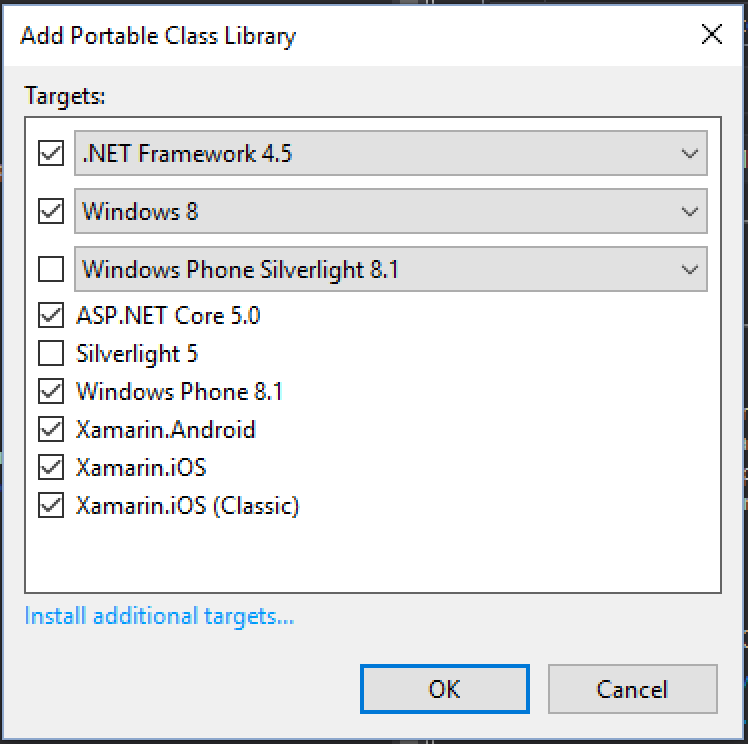 Add Portable Class Library
Targets:
.NET Framework 4.5
Windows 8
Windows Phone Silverlight 8.1
ASP.NET Core 5.0
Silverlight 5
Windows Phone 8.1
Xamarin.Android
Xamarin.iOS
Xamarin.iOS (Classic)
Install additional targets...
OK
Cancel